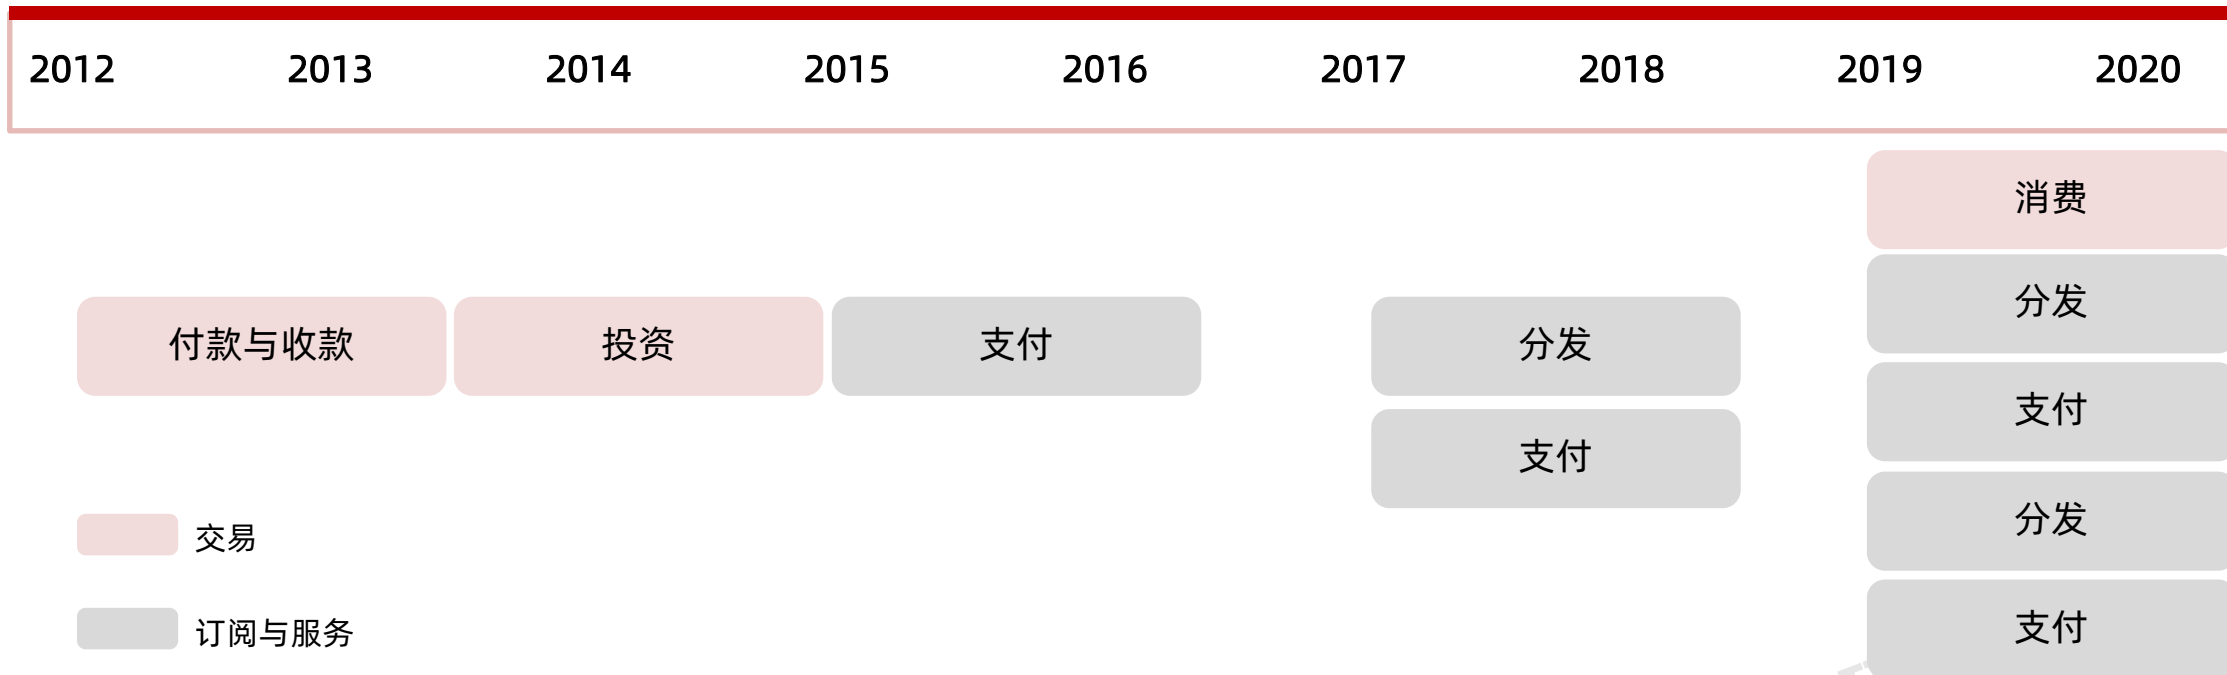 2012 2013 2014 2015 2016 2017 2018 2019 2020
消费
分发
付款与收款 投资 支付 分发
支付
支付
分发
交易
支付
订阅与服务